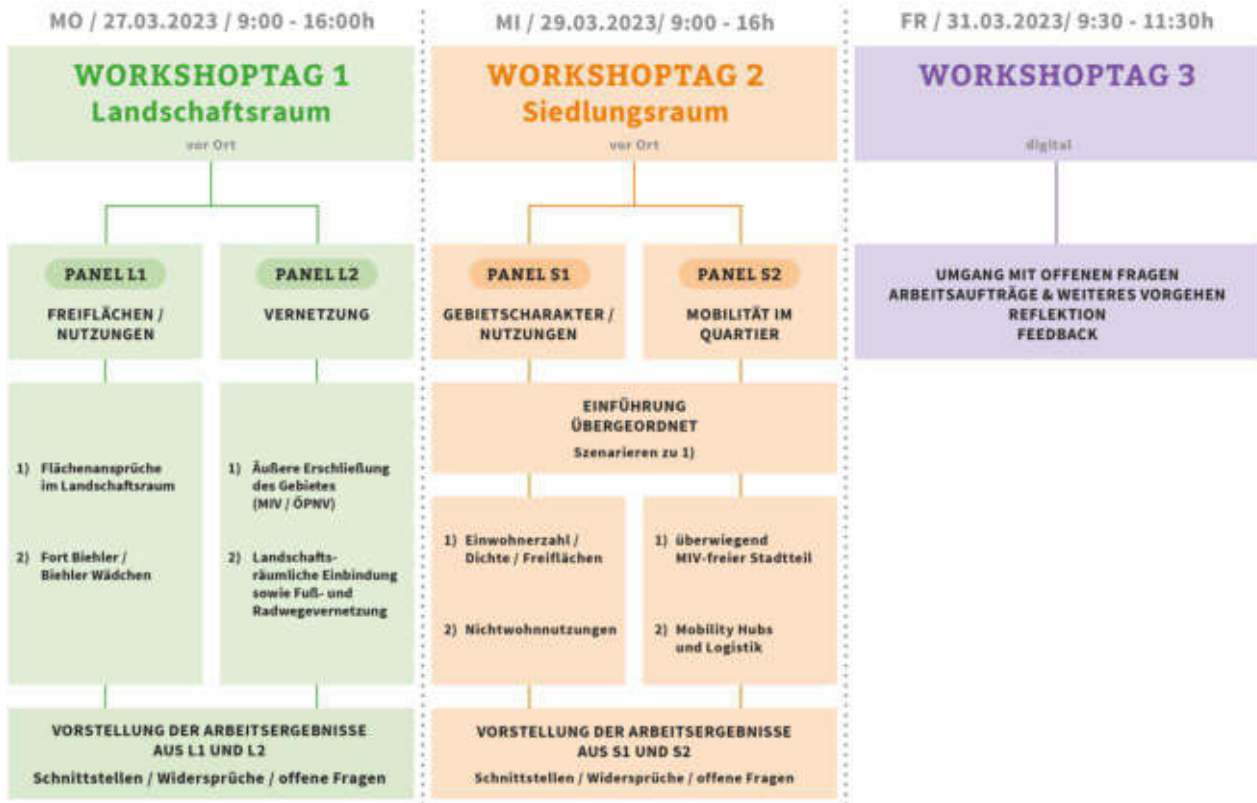 MO / 27.03.2023 / 9:00 - 16:00h
WORKSHOPTAG 1
Landschaftsraum
vor Ort
PANEL L1
FREIFLÄCHEN /
NUTZUNGEN
1) Flächenansprüche
im Landschaftsraum
2) Fort Biehler /
Biehler Wädchen
PANEL L2
VERNETZUNG
1) Äußere Erschließung
des Gebietes
(MIV / ÖPNV)
2) Landschafts-
räumliche Einbindung
sowie Fuß- und
Radwegevernetzung
VORSTELLUNG DER ARBEITSERGEBNISSE
AUS L1 UND L2
Schnittstellen / Widersprüche / offene Fragen
MI / 29.03.2023/ 9:00 - 16h
WORKSHOPTAG 2
Siedlungsraum
vor Ort
PANEL S1
GEBIETSCHARAKTER /
NUTZUNGEN
PANEL S2
MOBILITÄT IM
QUARTIER
EINFÜHRUNG
ÜBERGEORDNET
Szenarieren zu 1)
1) Einwohnerzahl /
Dichte / Freiflächen
2) Nichtwohnnutzungen
1) überwiegend
MIV-freier Stadtteil
2) Mobility Hubs
und Logistik
VORSTELLUNG DER ARBEITSERGEBNISSE
AUS S1 UND S2
Schnittstellen / Widersprüche / offene Fragen
FR / 31.03.2023/ 9:30 - 11:30h
WORKSHOPTAG 3
digital
UMGANG MIT OFFENEN FRAGEN
ARBEITSAUFTRÄGE & WEITERES VORGEHEN
REFLEKTION
FEEDBACK